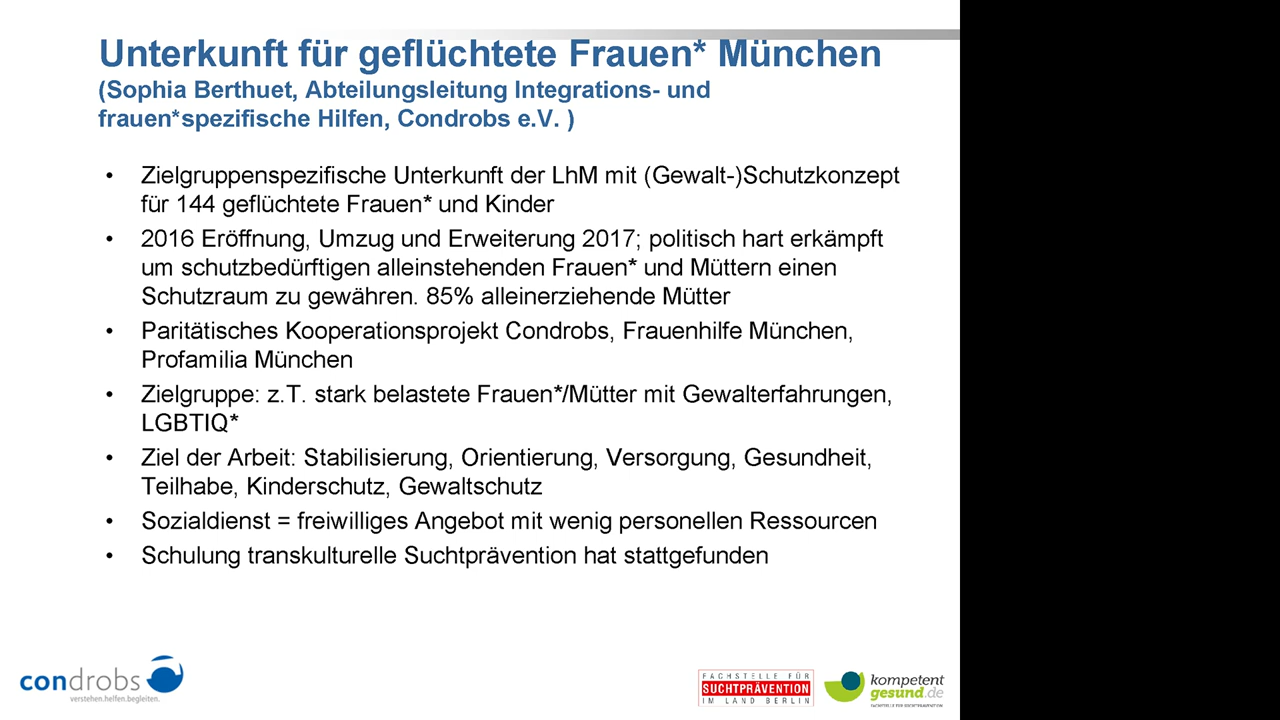 Unterkunft für geflüchtete Frauen* München
(Sophia Berthuet, Abteilungsleitung Integrations- und
frauen*spezifische Hilfen, Condrobs e.V. )
• Zielgruppenspezifische Unterkunft der LhM mit (Gewalt-)Schutzkonzept
für 144 geflüchtete Frauen* und Kinder
• 2016 Eröffnung, Umzug und Erweiterung 2017; politisch hart erkämpft
um schutzbedürftigen alleinstehenden Frauen* und Müttern einen
Schutzraum zu gewähren. 85% alleinerziehende Mütter
• Paritätisches Kooperationsprojekt Condrobs, Frauenhilfe München,
Profamilia München
• Zielgruppe: z.T. stark belastete Frauen*/Mütter mit Gewalterfahrungen,
LGBTIQ*
• Ziel der Arbeit: Stabilisierung, Orientierung, Versorgung, Gesundheit,
Teilhabe, Kinderschutz, Gewaltschutz
• Sozialdienst = freiwilliges Angebot mit wenig personellen Ressourcen
• Schulung transkulturelle Suchtprävention hat stattgefunden
condrobs
verstehen.helfen.begleiten.
FACHSTELLE FÜR
SUCHTPRÄVENTION
IM LAND BERLIN
kompetent
gesund.de
FACHSTELLE FÜR SUCHTPRÄVENTION